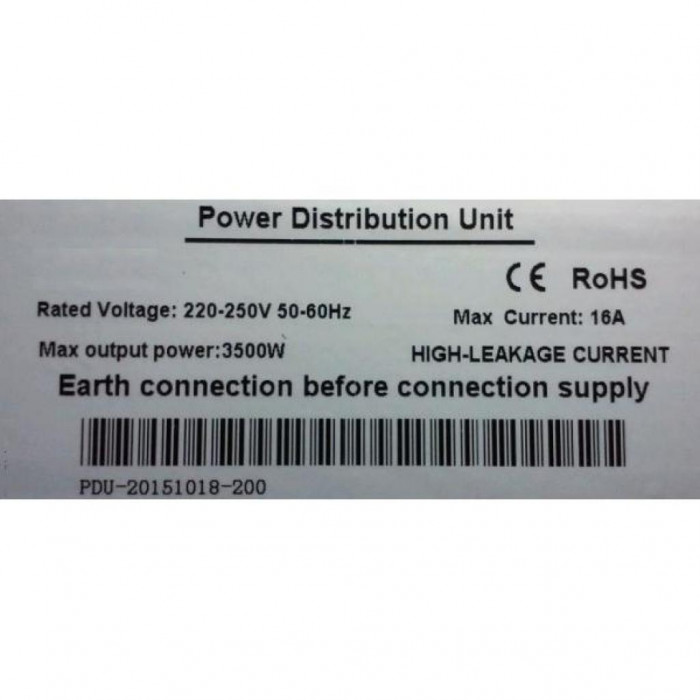 Power Distribution Unit
CE RoHS
Rated Voltage: 220-250V 50-60Hz
Max Current: 16A
Max output power:3500W
HIGH-LEAKAGE CURRENT
Earth connection before connection supply
PDU-20151018-200